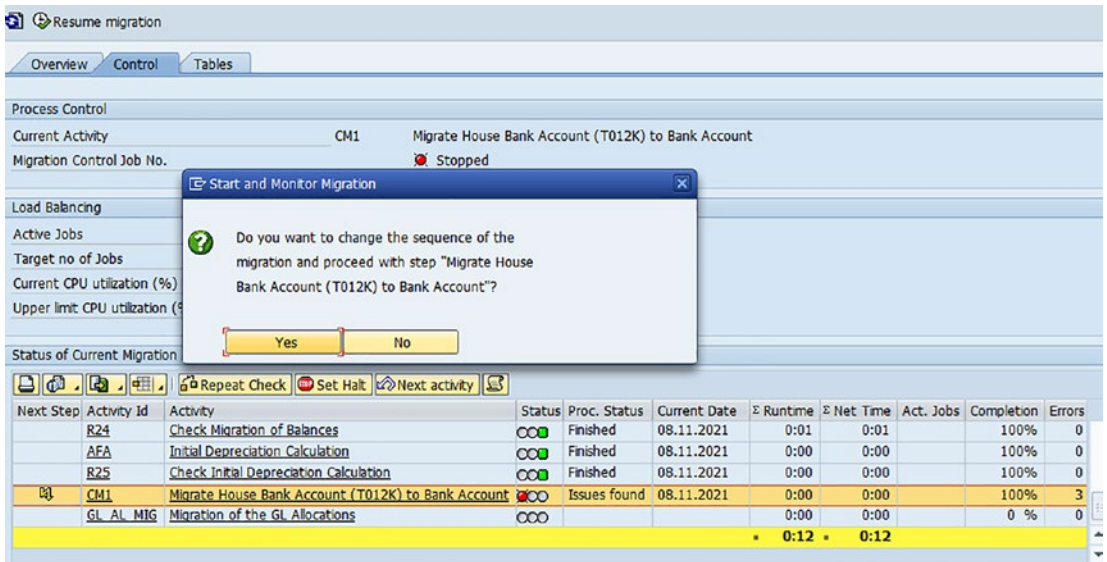 Resume migration
Overview Control Tables
Process Control
Current Activity CM1 Migrate House Bank Account (T012K) to Bank Account
Migration Control Job No. Stopped
Start and Monitor Migration
Load Balancing
Active Jobs
Target no of Jobs
Current CPU utilization (%)
Upper limit CPU utilization (
Do you want to change the sequence of the
migration and proceed with step "Migrate House
Bank Account (T012K) to Bank Account"?
Yes No
Status of Current Migration
Repeat Check Set Halt Next activity
Next Step Activity Id Activity Status Proc. Status Current Date Σ Runtime Σ Net Time Act. Jobs Completion Errors
R24 Check Migration of Balances Finished 08.11.2021 0:01 0:01 100% 0
AFA Initial Depreciation Calculation Finished 08.11.2021 0:00 0:00 100% 0
R25 Check Initial Depreciation Calculation Finished 08.11.2021 0:00 0:00 100% 0
CM1 Migrate House Bank Account (T012K) to Bank Account Issues found 08.11.2021 0:00 0:00 100% 3
GL_AL_MIG Migration of the GL Allocations 0:00 0:00 0 % 0
0:12 0:12